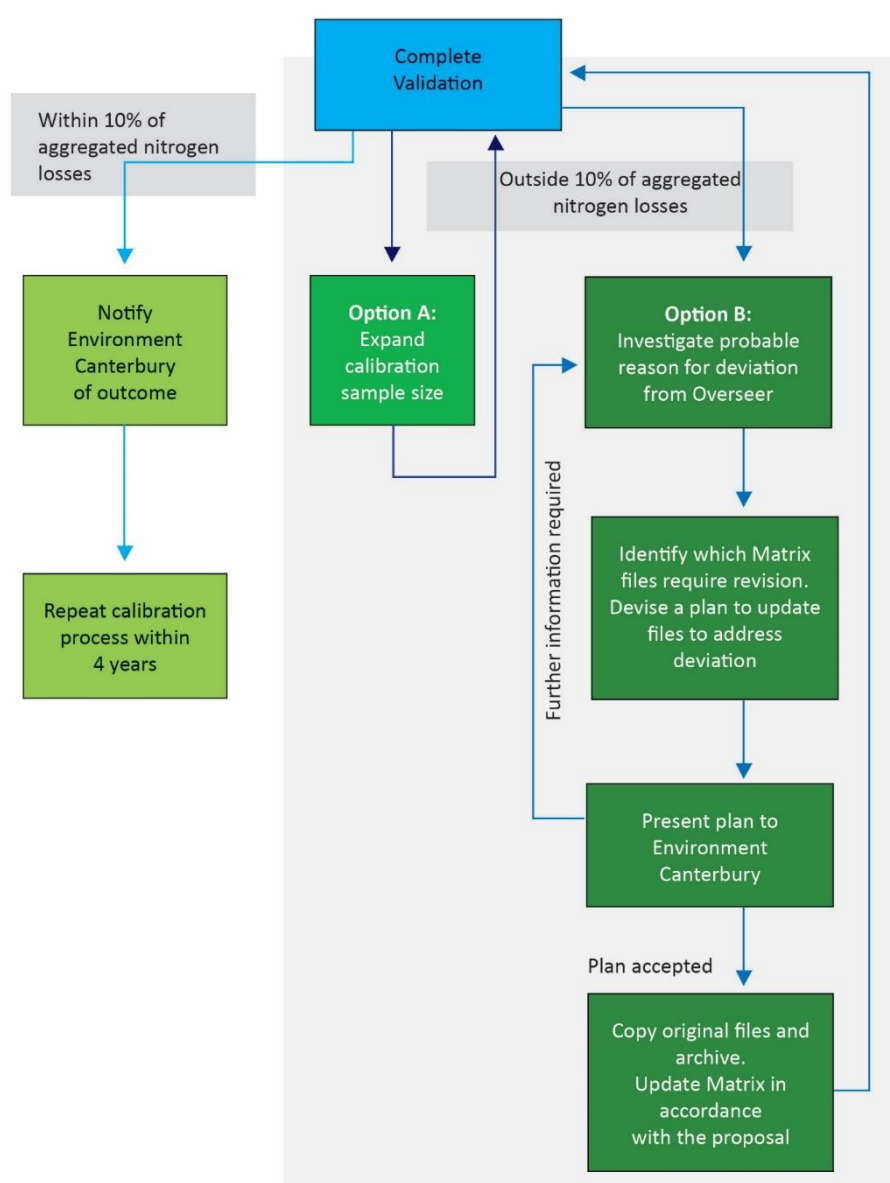 Complete
Validation
Within 10% of
aggregated nitrogen
losses
Outside 10% of aggregated
nitrogen losses
Notify
Environment
Canterbury
of outcome
Option A:
Expand
calibration
sample size
Option B:
Investigate probable
reason for deviation
from Overseer
Further information required
Identify which Matrix
files require revision.
Devise a plan to update
files to address
deviation
Repeat calibration
process within
4 years
Present plan to
Environment
Canterbury
Plan accepted
Copy original files and
archive.
Update Matrix in
accordance
with the proposal